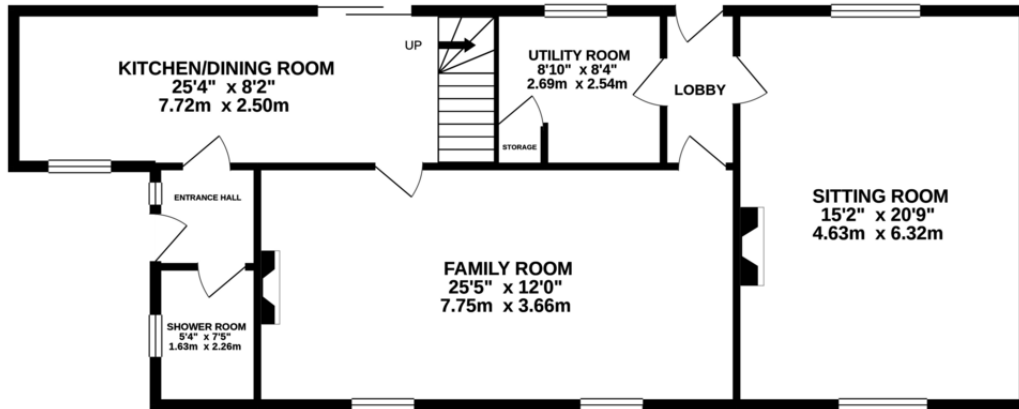 KITCHEN/DINING ROOM
25'4" x 8'2"
7.72m x 2.50m
UP
UTILITY ROOM
8'10" x 8'4"
2.69m x 2.54m
STORAGE
LOBBY
SITTING ROOM
15'2" x 20'9"
4.63m x 6.32m
ENTRANCE HALL
FAMILY ROOM
25'5" x 12'0"
7.75m x 3.66m
SHOWER ROOM
5'4" x 7'5"
1.63m x 2.26m